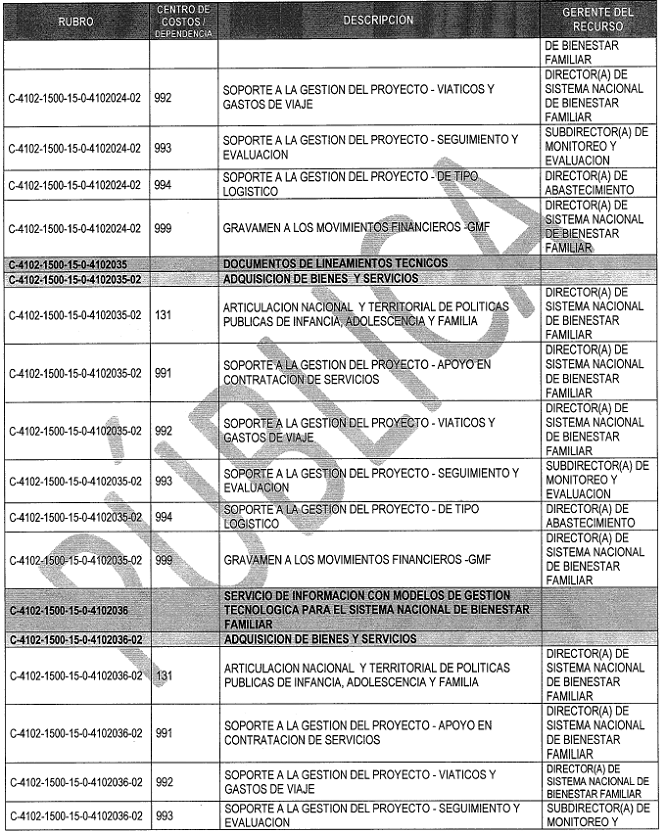 RUBRO CENTRO DE COSTOS / DEPENDENCIA DESCRIPCIÓN GERENTE DEL RECURSO
DE BIENESTAR
FAMILIAR
C-4102-1500-15-0-4102024-02 992 SOPORTE A LA GESTION DEL PROYECTO - VIATICOS Y
GASTOS DE VIAJE
DIRECTOR(A) DE
SISTEMA NACIONAL
DE BIENESTAR
FAMILIAR
C-4102-1500-15-0-4102024-02 993 SOPORTE A LA GESTION DEL PROYECTO - SEGUIMIENTO Y
EVALUACION
SUBDIRECTOR(A) DE
MONITOREO Y
EVALUACION
C-4102-1500-15-0-4102024-02 994 SOPORTE A LA GESTION DEL PROYECTO - DE TIPO
LOGISTICO
DIRECTOR(A) DE
ABASTECIMIENTO
C-4102-1500-15-0-4102024-02 999 GRAVAMEN A LOS MOVIMIENTOS FINANCIEROS -GMF
DIRECTOR(A) DE
SISTEMA NACIONAL
DE BIENESTAR
FAMILIAR
C-4102-1500-15-0-4102035 DOCUMENTOS DE LINEAMIENTOS TECNICOS
C-4102-1500-15-0-4102035-02 ADQUISICION DE BIENES Y SERVICIOS
C-4102-1500-15-0-4102035-02 131 ARTICULACION NACIONAL Y TERRITORIAL DE POLITICAS
PUBLICAS DE INFANCIA, ADOLESCENCIA Y FAMILIA
DIRECTOR(A) DE
SISTEMA NACIONAL
DE BIENESTAR
FAMILIAR
C-4102-1500-15-0-4102035-02 991 SOPORTE A LA GESTION DEL PROYECTO - APOYO EN
CONTRATACION DE SERVICIOS
DIRECTOR(A) DE
SISTEMA NACIONAL
DE BIENESTAR
FAMILIAR
C-4102-1500-15-0-4102035-02 992 SOPORTE A LA GESTION DEL PROYECTO - VIATICOS Y
GASTOS DE VIAJE
DIRECTOR(A) DE
SISTEMA NACIONAL
DE BIENESTAR
FAMILIAR
C-4102-1500-15-0-4102035-02 993 SOPORTE A LA GESTION DEL PROYECTO - SEGUIMIENTO Y
EVALUACION
SUBDIRECTOR(A) DE
MONITOREO Y
EVALUACION
C-4102-1500-15-0-4102035-02 994 SOPORTE A LA GESTION DEL PROYECTO - DE TIPO
LOGISTICO
DIRECTOR(A) DE
ABASTECIMIENTO
C-4102-1500-15-0-4102035-02 999 GRAVAMEN A LOS MOVIMIENTOS FINANCIEROS -GMF
DIRECTOR(A) DE
SISTEMA NACIONAL
DE BIENESTAR
FAMILIAR
C-4102-1500-15-0-4102036 SERVICIO DE INFORMACION CON MODELOS DE GESTION
TECNOLOGICA PARA EL SISTEMA NACIONAL DE BIENESTAR
FAMILIAR
C-4102-1500-15-0-4102036-02 ADQUISICION DE BIENES Y SERVICIOS
C-4102-1500-15-0-4102036-02 131 ARTICULACION NACIONAL Y TERRITORIAL DE POLITICAS
PUBLICAS DE INFANCIA, ADOLESCENCIA Y FAMILIA
DIRECTOR(A) DE
SISTEMA NACIONAL
DE BIENESTAR
FAMILIAR
C-4102-1500-15-0-4102036-02 991 SOPORTE A LA GESTION DEL PROYECTO - APOYO EN
CONTRATACION DE SERVICIOS
DIRECTOR(A) DE
SISTEMA NACIONAL
DE BIENESTAR
FAMILIAR
C-4102-1500-15-0-4102036-02 992 SOPORTE A LA GESTION DEL PROYECTO - VIATICOS Y
GASTOS DE VIAJE
DIRECTOR(A) DE
SISTEMA NACIONAL DE
BIENESTAR FAMILIAR
C-4102-1500-15-0-4102036-02 993 SOPORTE A LA GESTION DEL PROYECTO - SEGUIMIENTO Y
EVALUACION
SUBDIRECTOR(A) DE
MONITOREO Y
PÚBLICA